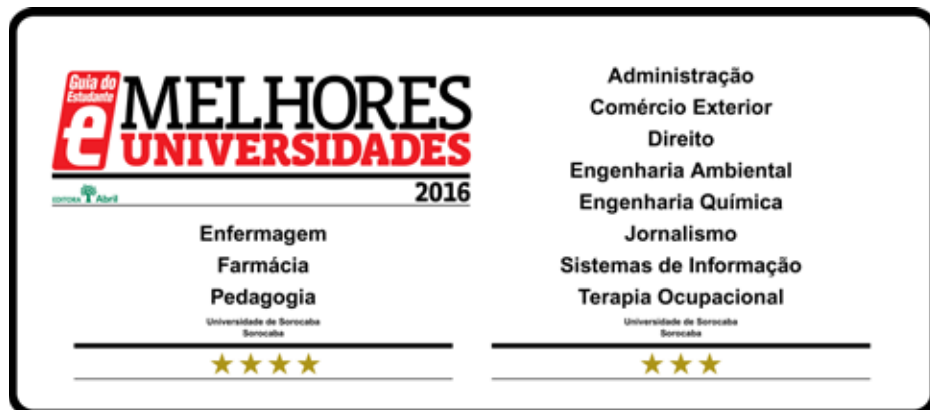 Guia do
Estudante
e
MELHORES
UNIVERSIDADES
2016
EDITORA Abril
Enfermagem
Farmácia
Pedagogia
Universidade de Sorocaba
Sorocaba
Administração
Comércio Exterior
Direito
Engenharia Ambiental
Engenharia Química
Jornalismo
Sistemas de Informação
Terapia Ocupacional
Universidade de Sorocaba
Sorocaba